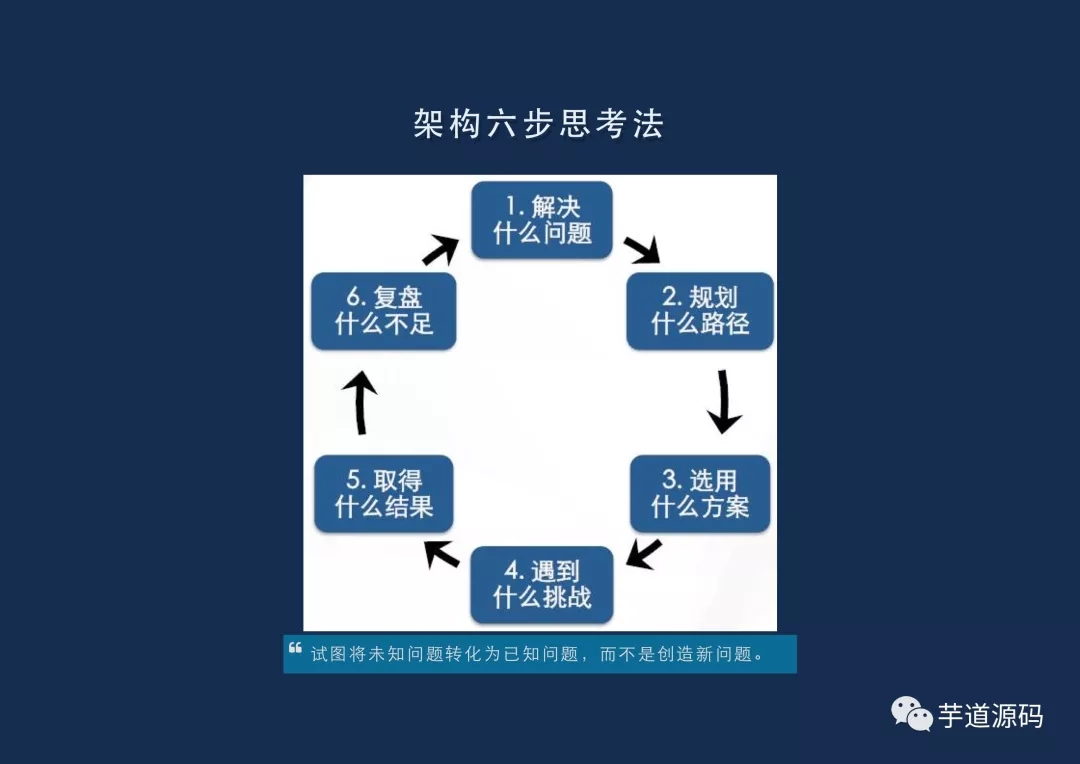 架构六步思考法
1. 解决
什么问题
2. 规划
什么路径
3. 选用
什么方案
4. 遇到
什么挑战
5. 取得
什么结果
6. 复盘
什么不足
“ 试图将未知问题转化为已知问题，而不是创造新问题。
芋道源码